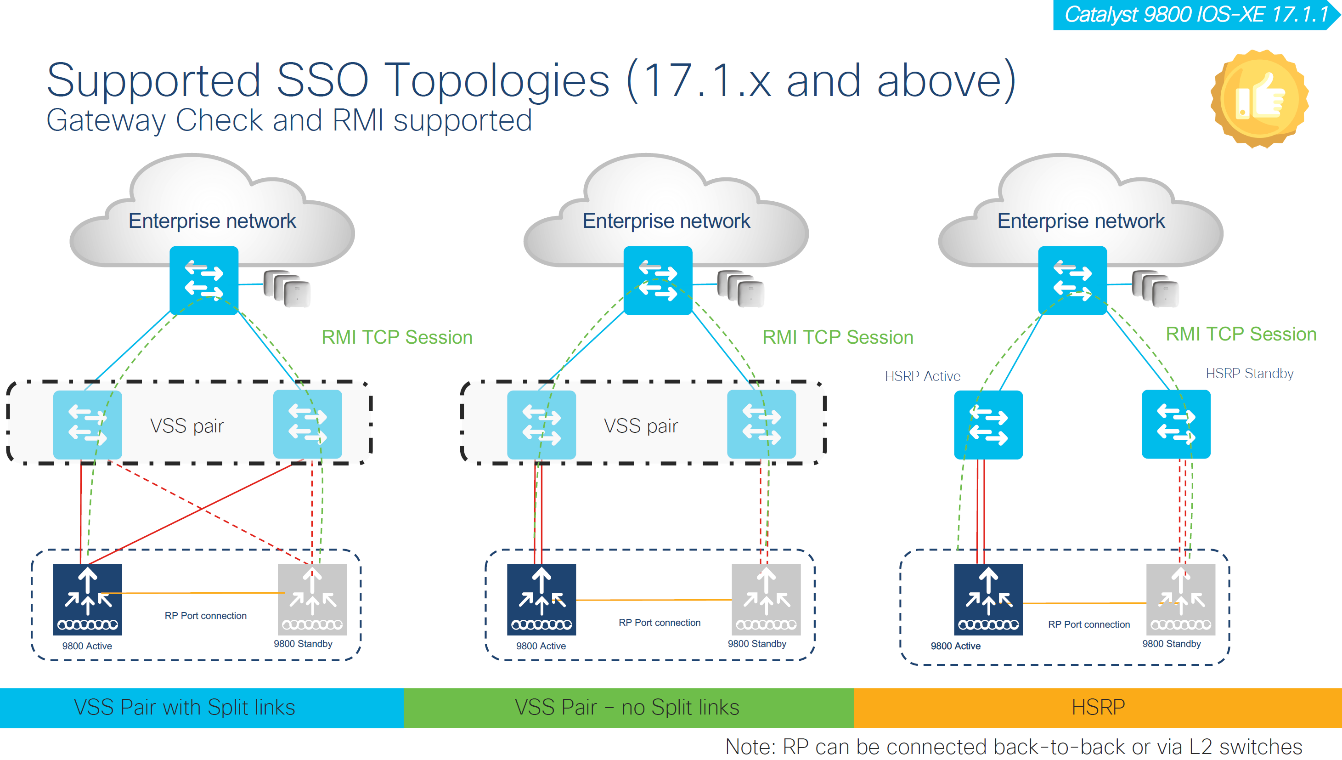 Catalyst 9800 IOS-XE 17.1.1
Supported SSO Topologies (17.1.x and above)
Gateway Check and RMI supported
Enterprise network
RMI TCP Session
VSS pair
RP Port connection
9800 Active
9800 Standby
Enterprise network
RMI TCP Session
VSS pair
RP Port connection
9800 Active
9800 Standby
Enterprise network
RMI TCP Session
HSRP Active
HSRP Standby
RP Port connection
9800 Active
9800 Standby
VSS Pair with Split links
VSS Pair – no Split links
HSRP
Note: RP can be connected back-to-back or via L2 switches